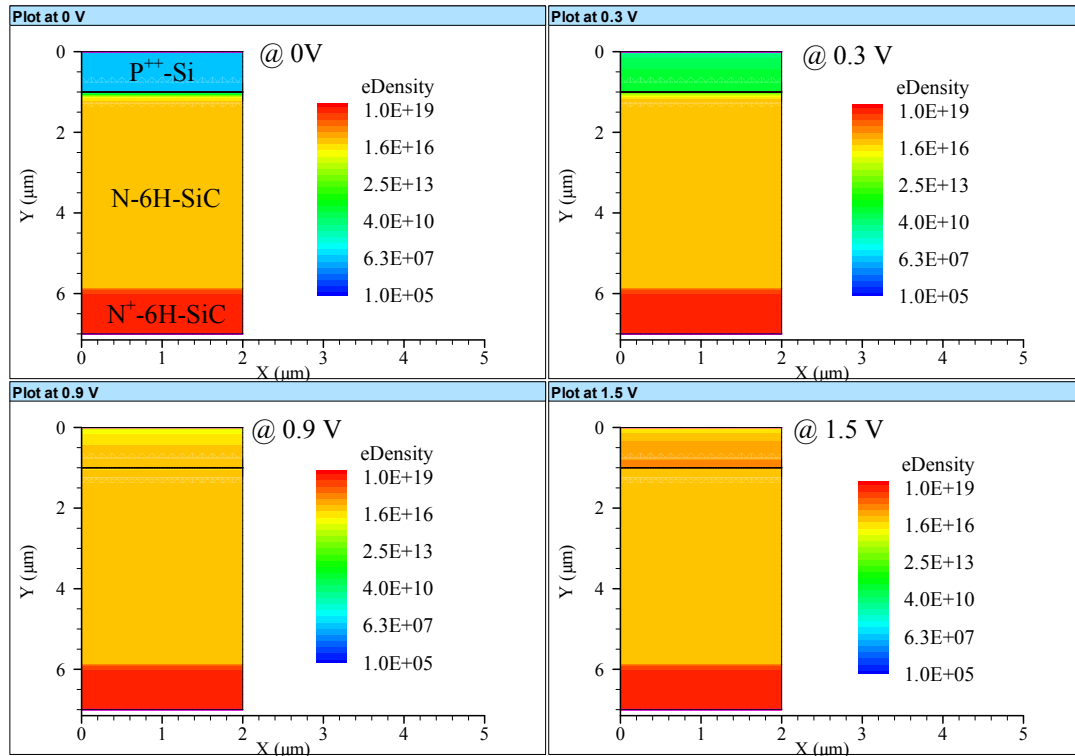 Plot at 0 V
@ 0V
0
2
4
6
Y (μm)
P++-Si
N-6H-SiC
N+-6H-SiC
eDensity
1.0E+19
1.6E+16
2.5E+13
4.0E+10
6.3E+07
1.0E+05
0 1 2 3 4 5
X (μm)
Plot at 0.3 V
@ 0.3 V
0
2
4
6
Y (μm)
eDensity
1.0E+19
1.6E+16
2.5E+13
4.0E+10
6.3E+07
1.0E+05
0 1 2 3 4 5
X (μm)
Plot at 0.9 V
@ 0.9 V
0
2
4
6
Y (μm)
eDensity
1.0E+19
1.6E+16
2.5E+13
4.0E+10
6.3E+07
1.0E+05
0 1 2 3 4 5
X (μm)
Plot at 1.5 V
@ 1.5 V
0
2
4
6
Y (μm)
eDensity
1.0E+19
1.6E+16
2.5E+13
4.0E+10
6.3E+07
1.0E+05
0 1 2 3 4 5
X (μm)